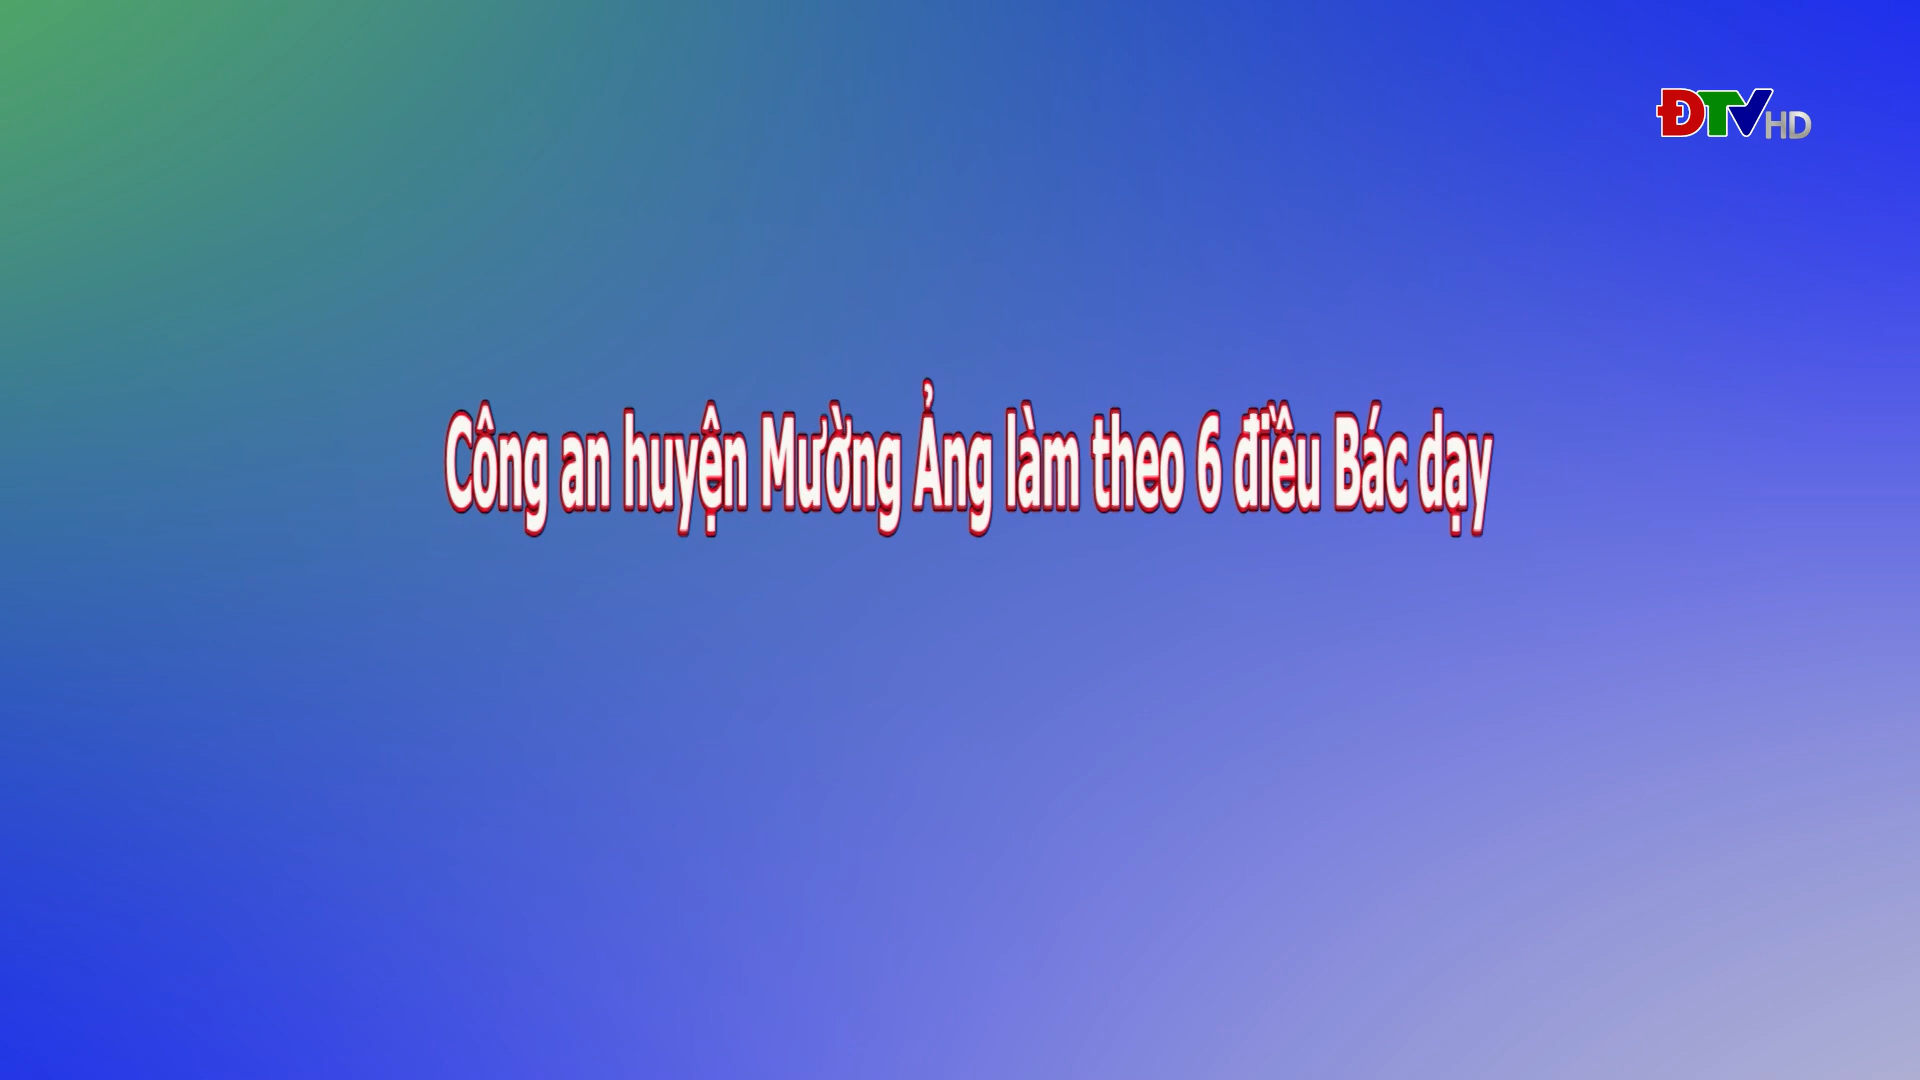 ĐTV HD
Công an huyện Mường Ảng làm theo 6 điều Bác dạy